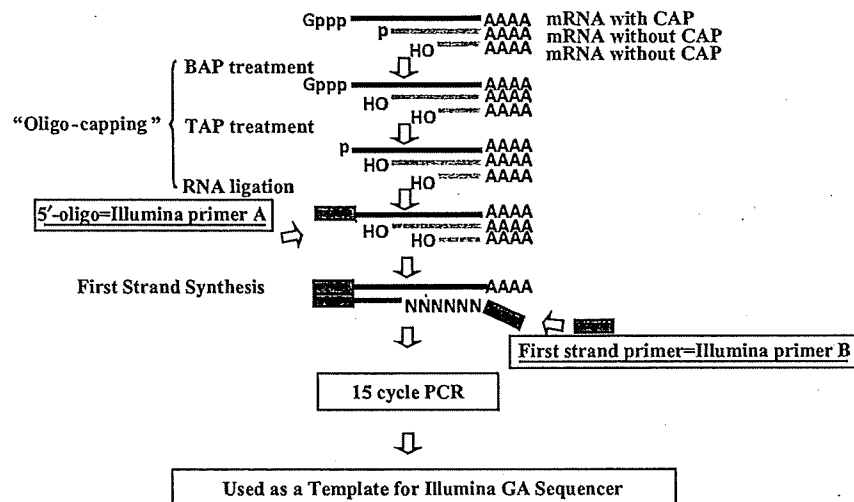 Gppp AAAA mRNA with CAP
p AAAA mRNA without CAP
HO AAAA mRNA without CAP
BAP treatment
Gppp AAAA
HO AAAA
HO AAAA
"Oligo-capping"
TAP treatment
p AAAA
HO AAAA
HO AAAA
RNA ligation
5′-oligo=Illumina primer A
AAAA
HO AAAA
HO AAAA
First Strand Synthesis
AAAA
NNNNNN
First strand primer=Illumina primer B
15 cycle PCR
Used as a Template for Illumina GA Sequencer